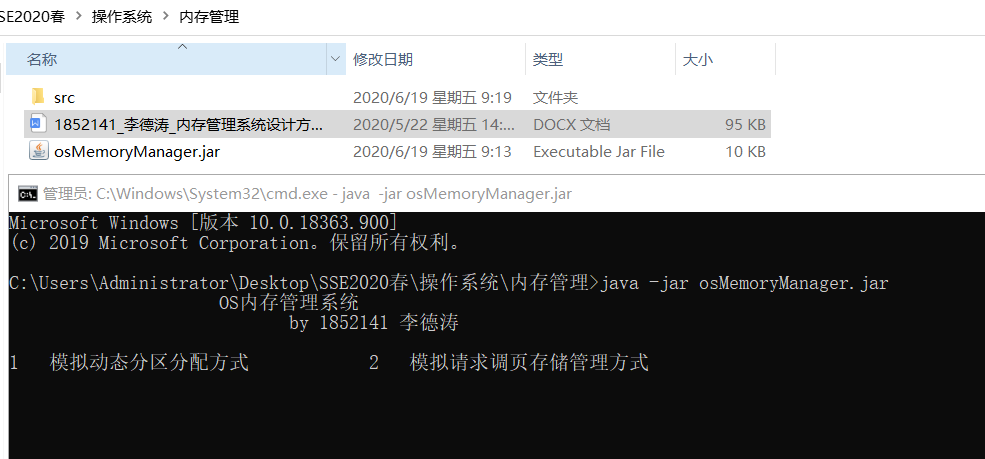 SE2020春 > 操作系统 > 内存管理
名称 修改日期 类型 大小
src 2020/6/19 星期五 9:19 文件夹
1852141_李德涛_内存管理系统设计方... 2020/5/22 星期五 14:... DOCX 文档 95 KB
osMemoryManager.jar 2020/6/19 星期五 9:13 Executable Jar File 10 KB
管理员: C:\Windows\System32\cmd.exe - java -jar osMemoryManager.jar
Microsoft Windows [版本 10.0.18363.900]
(c) 2019 Microsoft Corporation。保留所有权利。
C:\Users\Administrator\Desktop\SSE2020春\操作系统\内存管理>java -jar osMemoryManager.jar
OS内存管理系统
by 1852141 李德涛
1 模拟动态分区分配方式 2 模拟请求调页存储管理方式